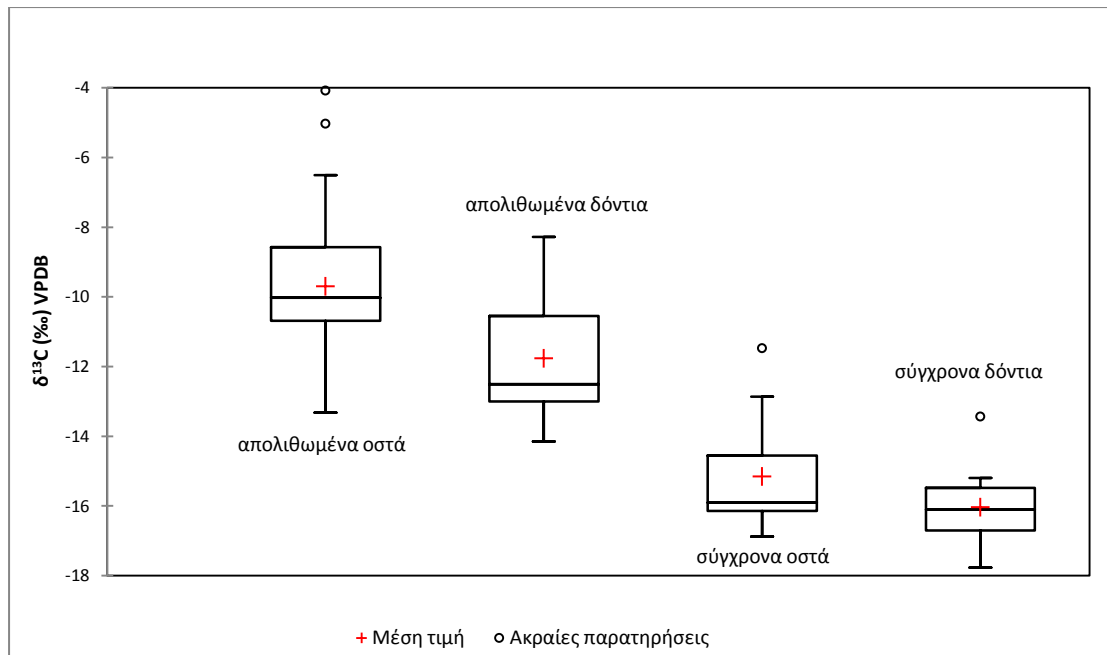 -4
-6
-8
-10
-12
-14
-16
-18
δ¹³C (‰) VPDB
απολιθωμένα οστά
απολιθωμένα δόντια
σύγχρονα οστά
σύγχρονα δόντια
Μέση τιμή Ακραίες παρατηρήσεις